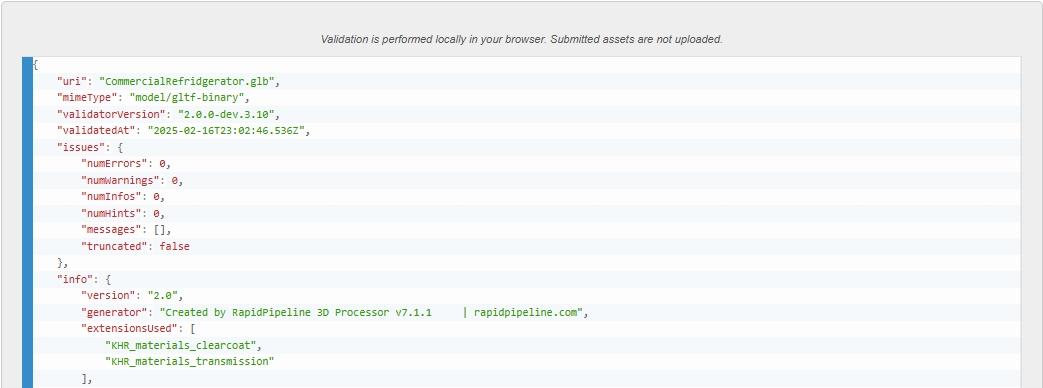 Validation is performed locally in your browser. Submitted assets are not uploaded.
{
    "uri": "CommercialRefridgerator.glb",
    "mimeType": "model/gltf-binary",
    "validatorVersion": "2.0.0-dev.3.10",
    "validatedAt": "2025-02-16T23:02:46.536Z",
    "issues": {
        "numErrors": 0,
        "numWarnings": 0,
        "numInfos": 0,
        "numHints": 0,
        "messages": [],
        "truncated": false
    },
    "info": {
        "version": "2.0",
        "generator": "Created by RapidPipeline 3D Processor v7.1.1     | rapidpipeline.com",
        "extensionsUsed": [
            "KHR_materials_clearcoat",
            "KHR_materials_transmission"
        ],